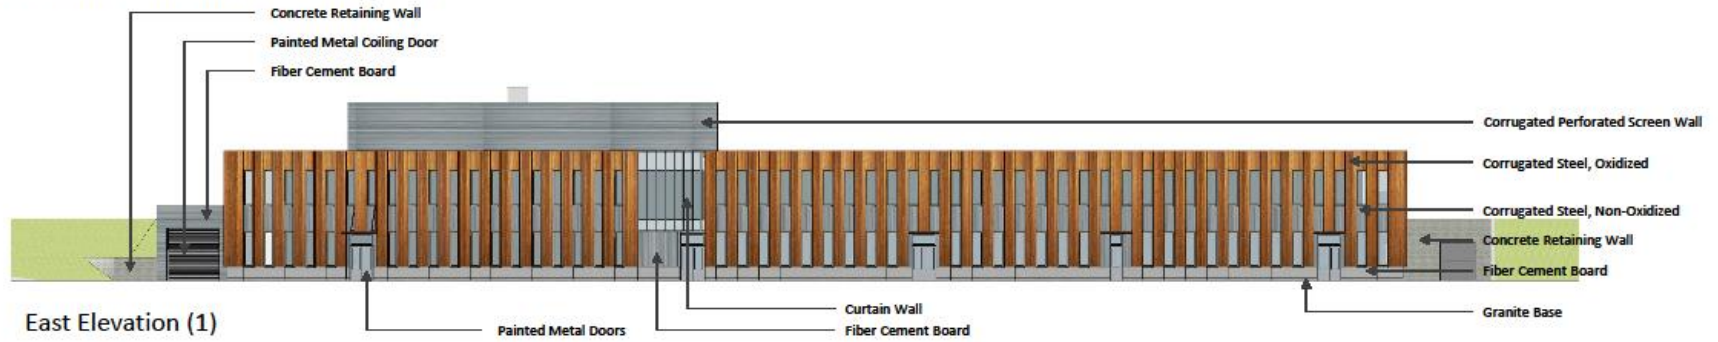 Concrete Retaining Wall
Painted Metal Coiling Door
Fiber Cement Board
Corrugated Perforated Screen Wall
Corrugated Steel, Oxidized
Corrugated Steel, Non-Oxidized
Concrete Retaining Wall
Fiber Cement Board
Granite Base
Curtain Wall
Fiber Cement Board
Painted Metal Doors
East Elevation (1)